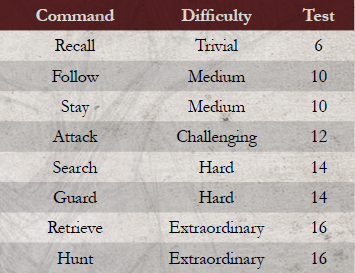 Command Difficulty Test
Recall Trivial 6
Follow Medium 10
Stay Medium 10
Attack Challenging 12
Search Hard 14
Guard Hard 14
Retrieve Extraordinary 16
Hunt Extraordinary 16